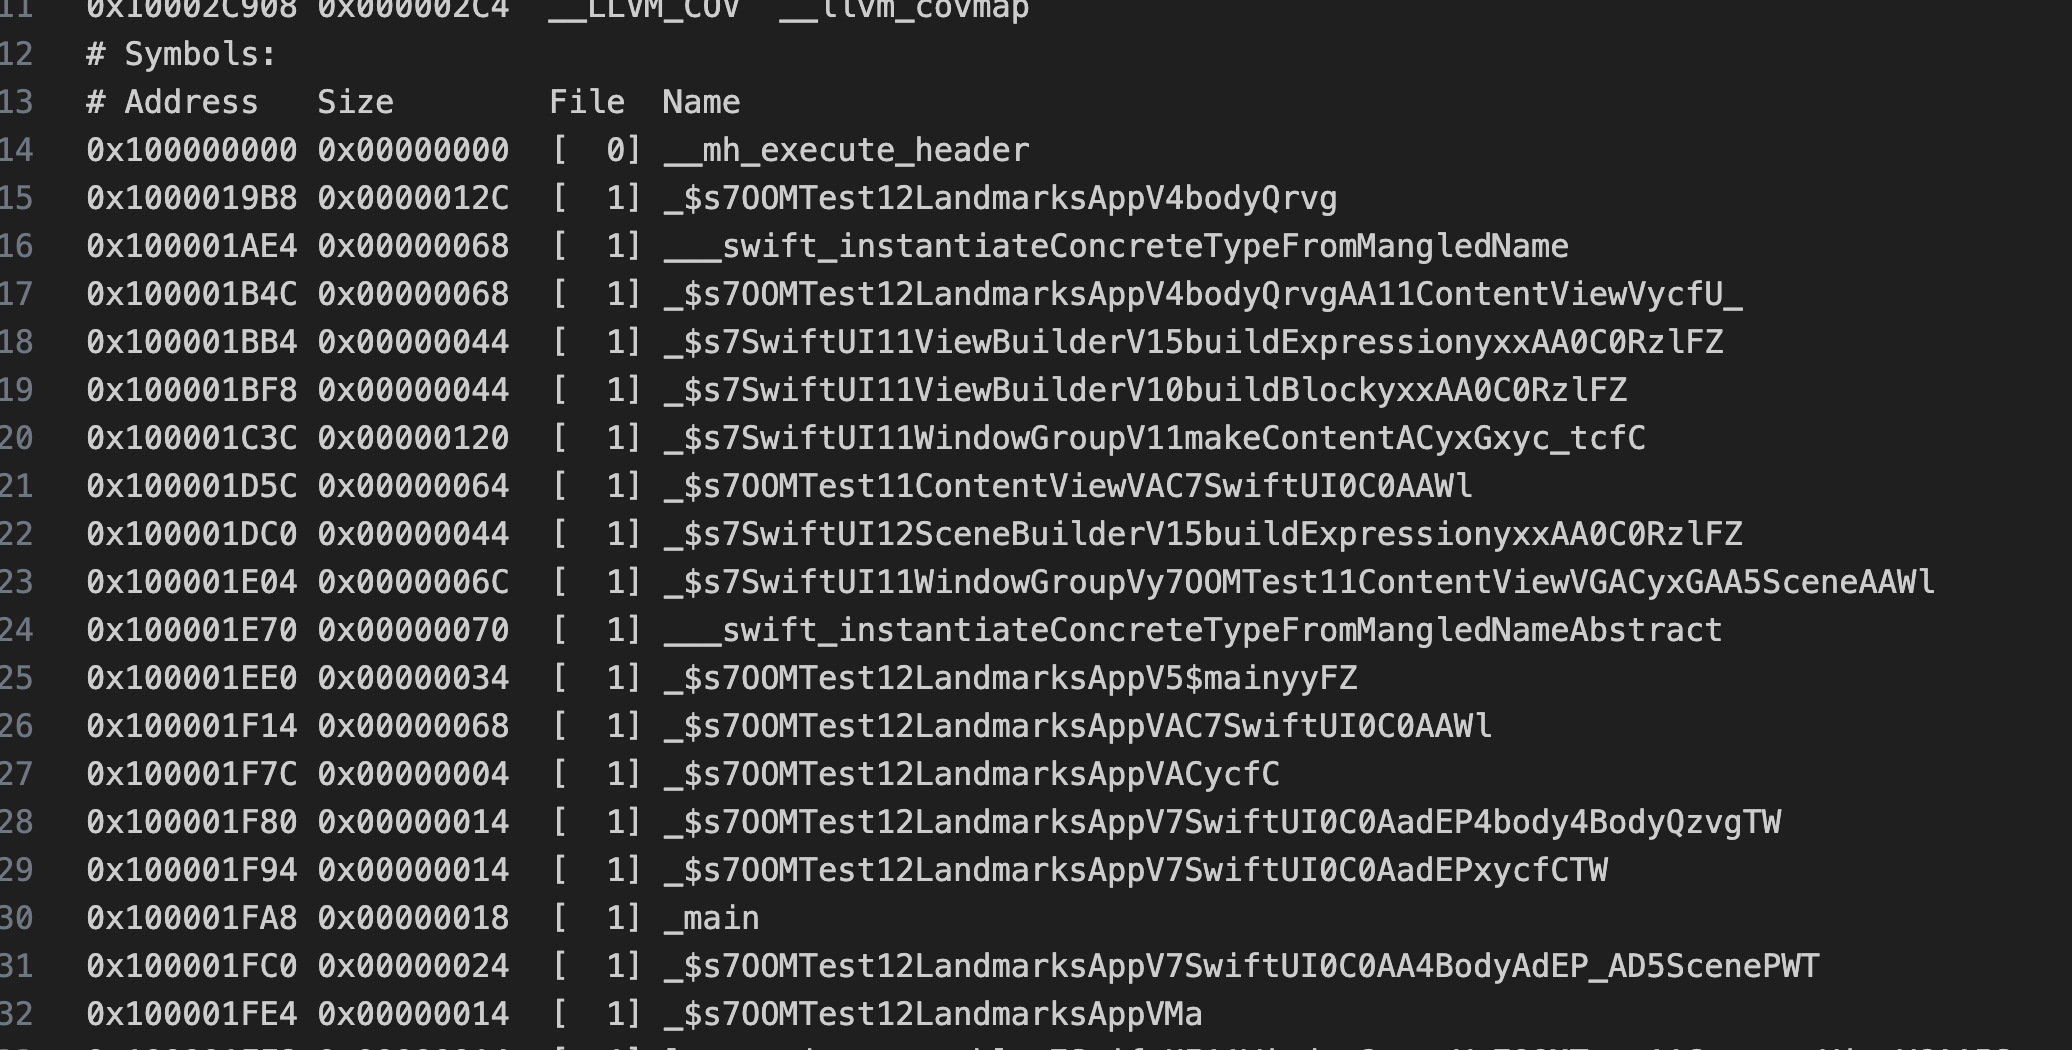 11 0x10002C908 0x000002C4 __LLVM_COV __llvm_covmap
12 # Symbols:
13 # Address Size File Name
14 0x100000000 0x00000000 [ 0] __mh_execute_header
15 0x1000019B8 0x0000012C [ 1] _$s7OOMTest12LandmarksAppV4bodyQrvg
16 0x100001AE4 0x00000068 [ 1] ___swift_instantiateConcreteTypeFromMangledName
17 0x100001B4C 0x00000068 [ 1] _$s7OOMTest12LandmarksAppV4bodyQrvgAA11ContentViewVycfU_
18 0x100001BB4 0x00000044 [ 1] _$s7SwiftUI11ViewBuilderV15buildExpressionyxxAA0C0RzlFZ
19 0x100001BF8 0x00000044 [ 1] _$s7SwiftUI11ViewBuilderV10buildBlockyxxAA0C0RzlFZ
20 0x100001C3C 0x00000120 [ 1] _$s7SwiftUI11WindowGroupV11makeContentACyxGxyc_tcfC
21 0x100001D5C 0x00000064 [ 1] _$s7OOMTest11ContentViewVAC7SwiftUI0C0AAWl
22 0x100001DC0 0x00000044 [ 1] _$s7SwiftUI12SceneBuilderV15buildExpressionyxxAA0C0RzlFZ
23 0x100001E04 0x0000006C [ 1] _$s7SwiftUI11WindowGroupVy7OOMTest11ContentViewVGACyxGAA5SceneAAWl
24 0x100001E70 0x00000070 [ 1] ___swift_instantiateConcreteTypeFromMangledNameAbstract
25 0x100001EE0 0x00000034 [ 1] _$s7OOMTest12LandmarksAppV5$mainyyFZ
26 0x100001F14 0x00000068 [ 1] _$s7OOMTest12LandmarksAppVAC7SwiftUI0C0AAWl
27 0x100001F7C 0x00000004 [ 1] _$s7OOMTest12LandmarksAppVACycfC
28 0x100001F80 0x00000014 [ 1] _$s7OOMTest12LandmarksAppV7SwiftUI0C0AadEP4body4BodyQzvgTW
29 0x100001F94 0x00000014 [ 1] _$s7OOMTest12LandmarksAppV7SwiftUI0C0AadEPxycfCTW
30 0x100001FA8 0x00000018 [ 1] _main
31 0x100001FC0 0x00000024 [ 1] _$s7OOMTest12LandmarksAppV7SwiftUI0C0AA4BodyAdEP_AD5ScenePWT
32 0x100001FE4 0x00000014 [ 1] _$s7OOMTest12LandmarksAppVMa